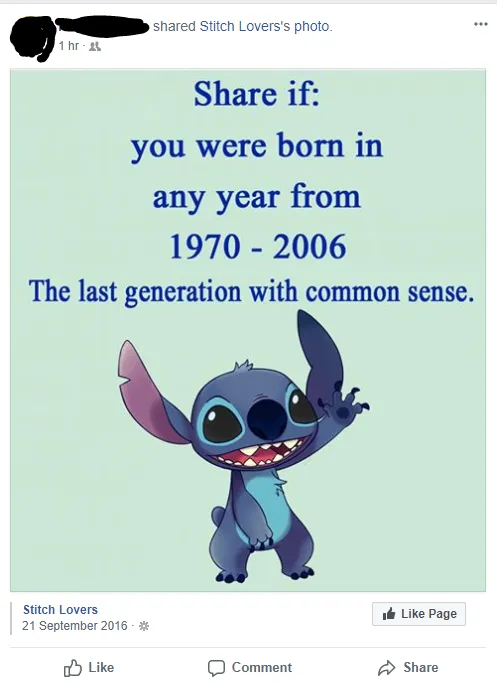 shared Stitch Lovers's photo.
1 hr ·
Share if:
you were born in
any year from
1970 - 2006
The last generation with common sense.
Stitch Lovers
21 September 2016 ·
Like Page
Like Comment Share